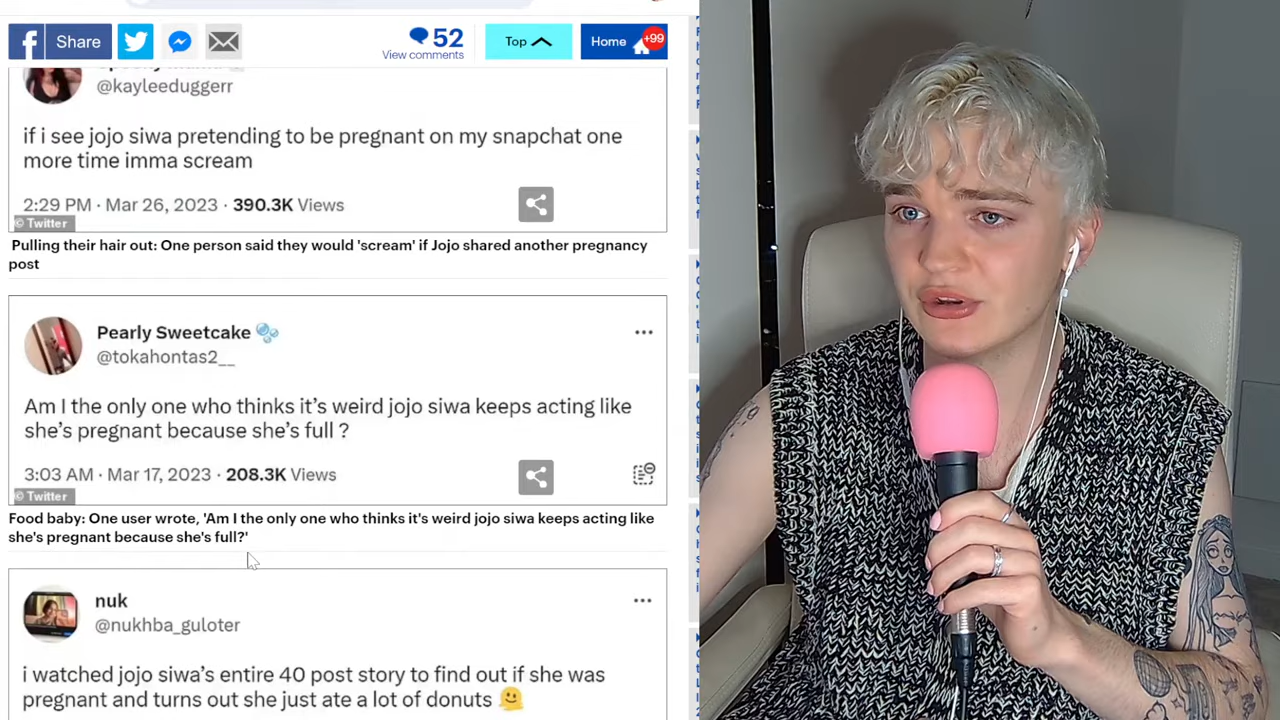 Share
52
View comments
Top
Home
+99
@kayleeduggerr
if i see jojo siwa pretending to be pregnant on my snapchat one
more time imma scream
2:29 PM · Mar 26, 2023 · 390.3K Views
© Twitter
Pulling their hair out: One person said they would 'scream' if Jojo shared another pregnancy
post
Pearly Sweetcake
@tokahontas2__
Am I the only one who thinks it’s weird jojo siwa keeps acting like
she’s pregnant because she’s full ?
3:03 AM · Mar 17, 2023 · 208.3K Views
© Twitter
Food baby: One user wrote, 'Am I the only one who thinks it's weird jojo siwa keeps acting like
she's pregnant because she's full?'
nuk
@nukhba_guloter
i watched jojo siwa’s entire 40 post story to find out if she was
pregnant and turns out she just ate a lot of donuts